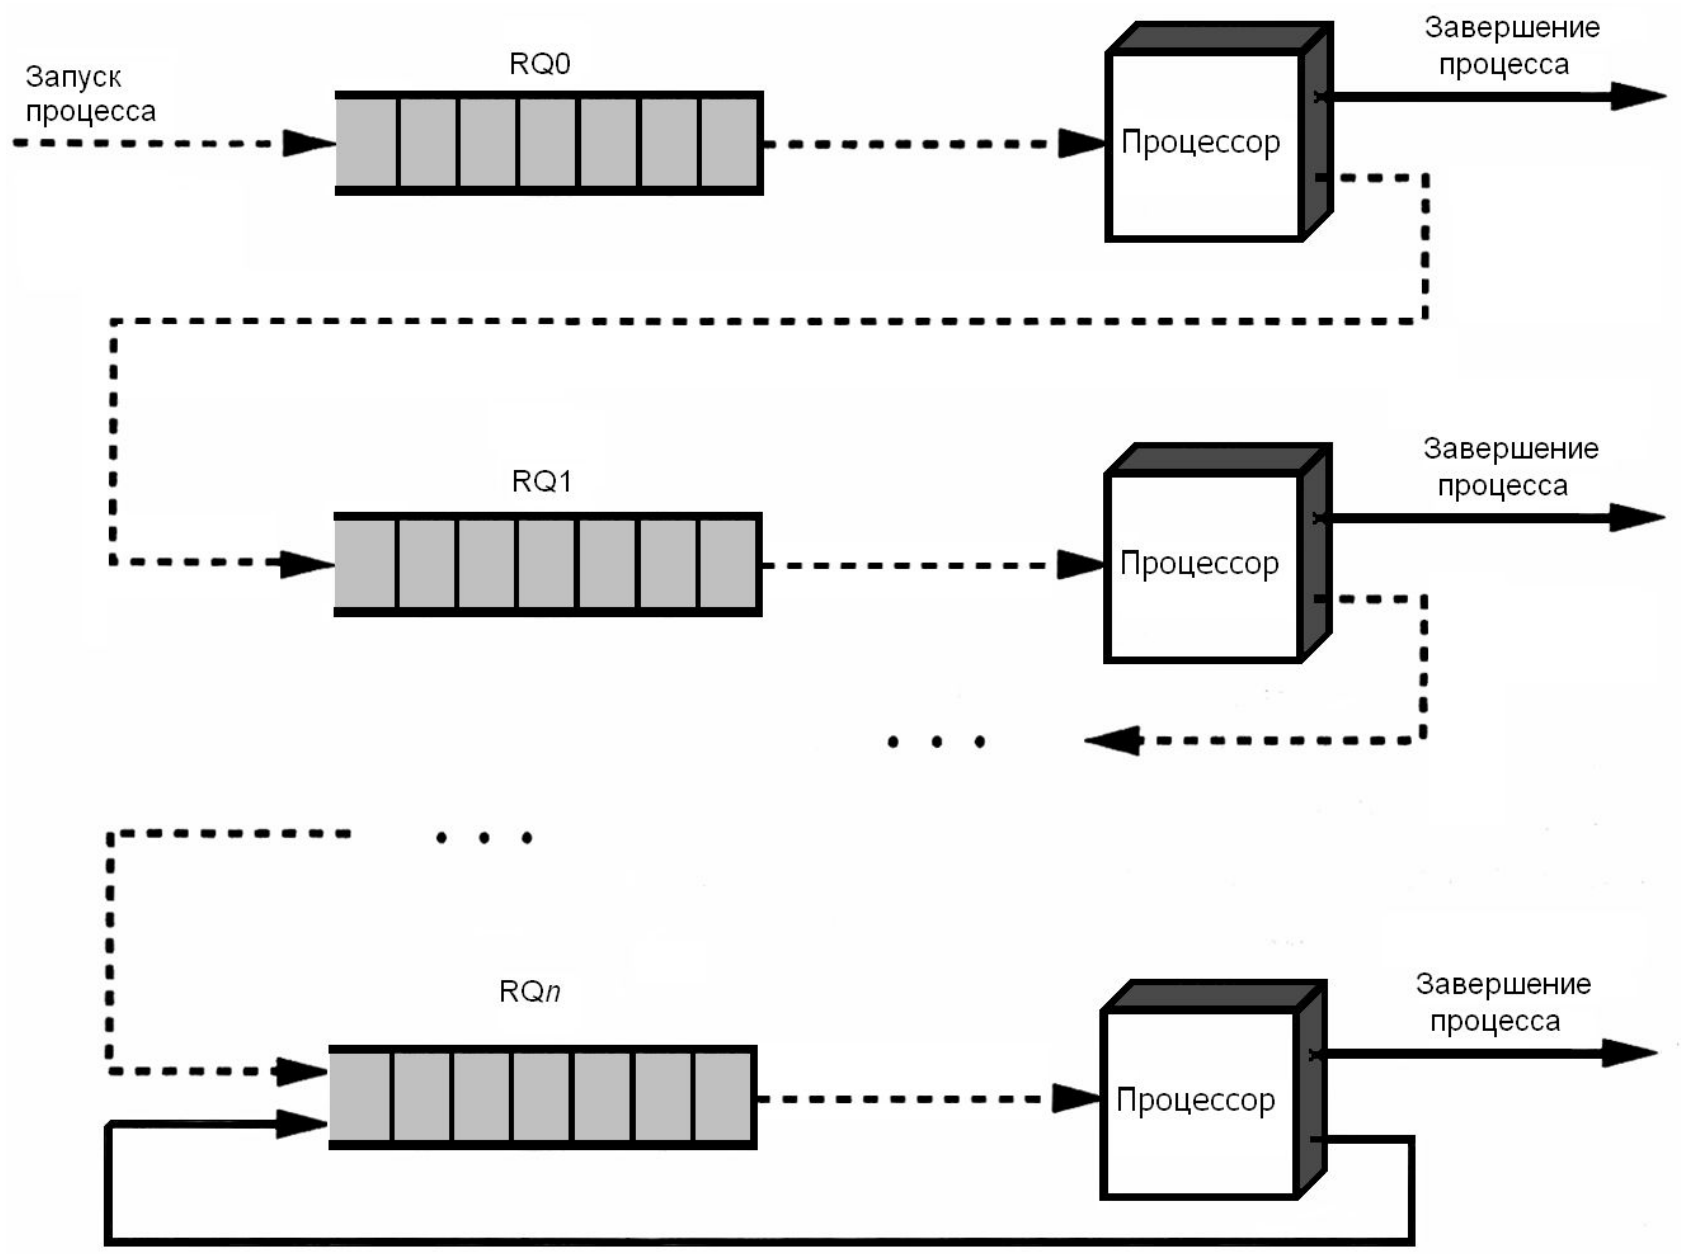 Запуск
процесса
RQ0
Процессор
Завершение
процесса
RQ1
Процессор
Завершение
процесса
. . .
. . .
RQn
Процессор
Завершение
процесса